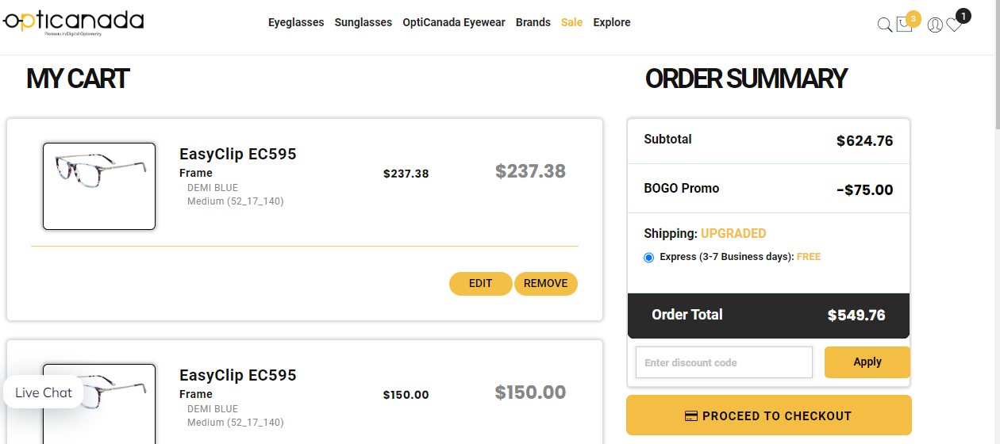 opticanada
Pioneers in Digital Optometry
Eyeglasses Sunglasses OptiCanada Eyewear Brands Sale Explore
3
1
MY CART
ORDER SUMMARY
EasyClip EC595
Frame
DEMI BLUE
Medium (52_17_140)
$237.38
$237.38
EDIT
REMOVE
EasyClip EC595
Frame
DEMI BLUE
Medium (52_17_140)
$150.00
$150.00
Live Chat
Subtotal $624.76
BOGO Promo -$75.00
Shipping: UPGRADED
Express (3-7 Business days): FREE
Order Total $549.76
Enter discount code
Apply
PROCEED TO CHECKOUT